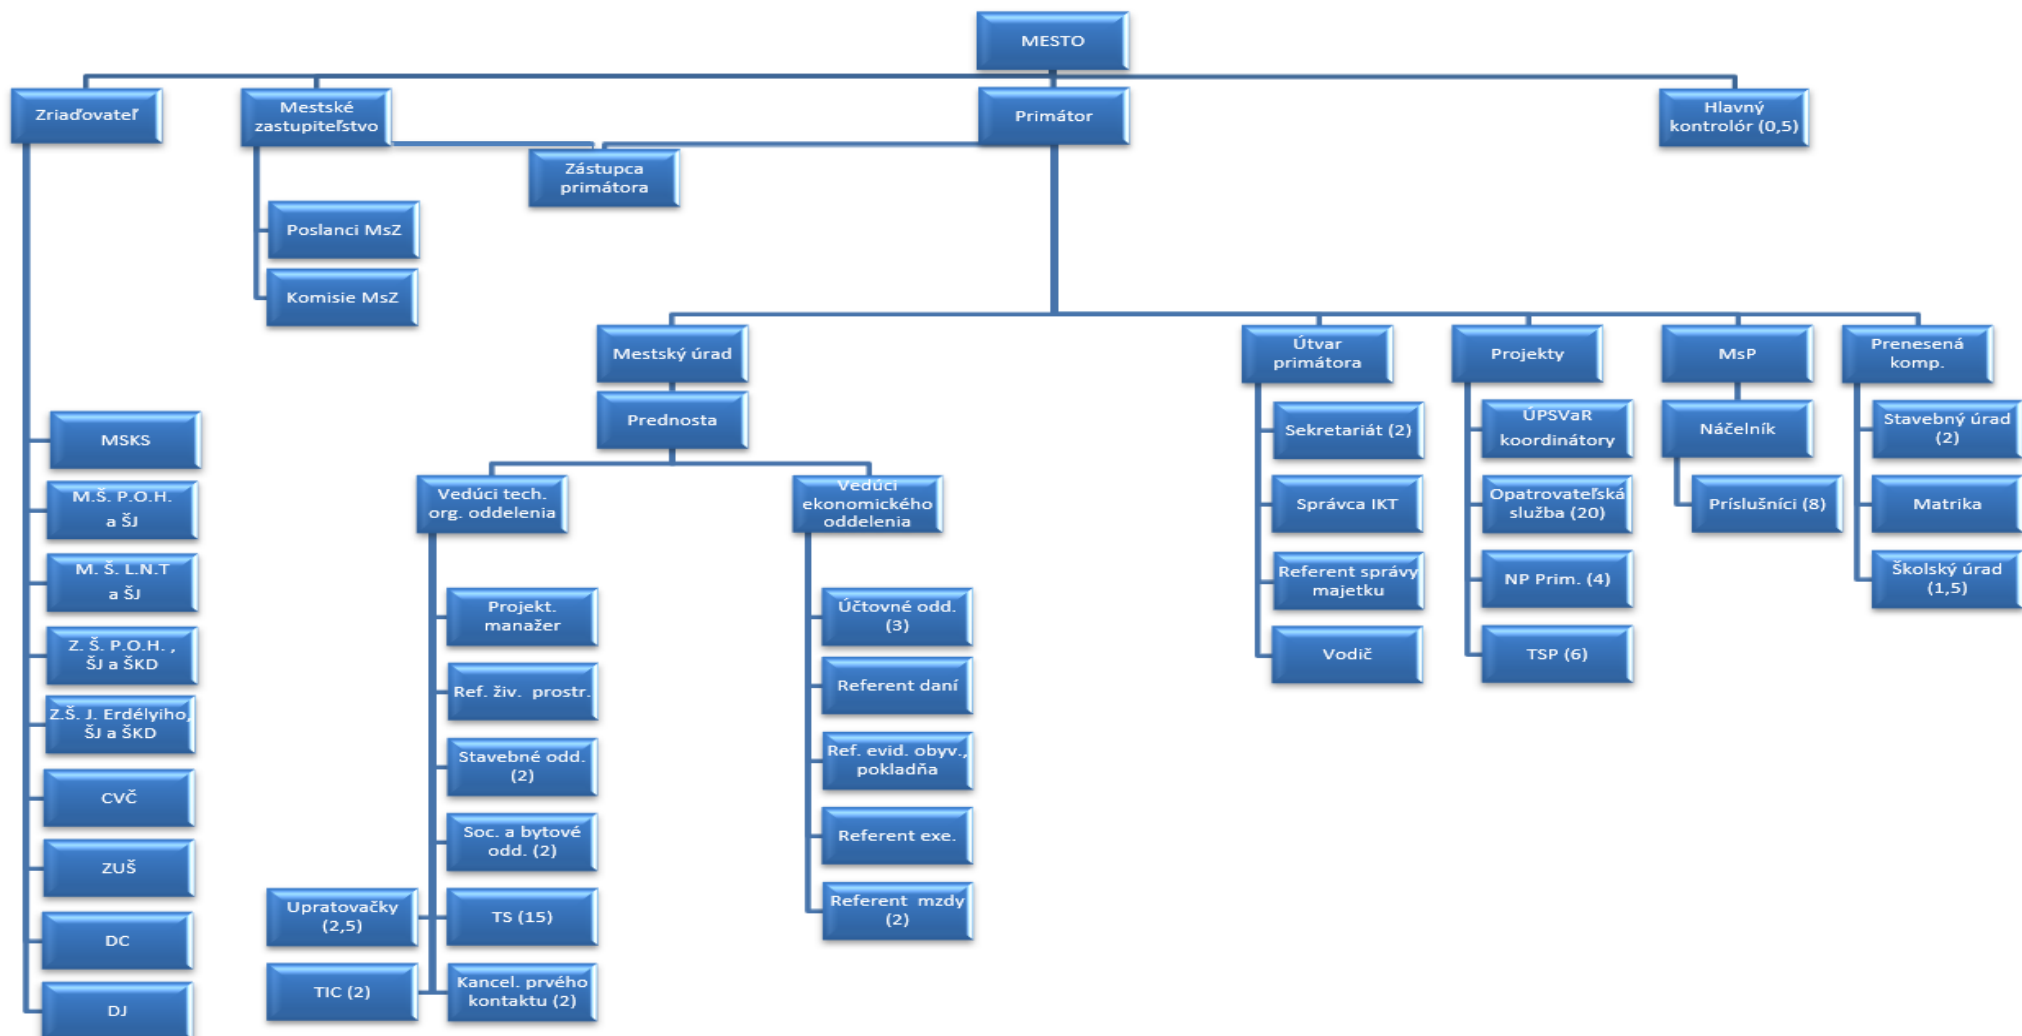 MESTO
Zriaďovateľ
Mestské
zastupiteľstvo
Primátor
Hlavný
kontrolór (0,5)
Zástupca
primátora
Poslanci MsZ
Komisie MsZ
Mestský úrad
Prednosta
Útvar
primátora
Projekty
MsP
Prenesená
komp.
Sekretariát (2)
Správca IKT
Referent správy
majetku
Vodič
ÚPSVaR
koordinátory
Opatrovateľská
služba (20)
NP Prim. (4)
TSP (6)
Náčelník
Príslušníci (8)
Stavebný úrad
(2)
Matrika
Školský úrad
(1,5)
MSKS
M.Š. P.O.H.
a ŠJ
M. Š. L.N.T
a ŠJ
Z. Š. P.O.H. ,
ŠJ a ŠKD
Z.Š. J. Erdélyiho,
ŠJ a ŠKD
CVČ
ZUŠ
DC
DJ
Vedúci tech.
org. oddelenia
Projekt.
manažer
Ref. živ. prostr.
Stavebné odd.
(2)
Soc. a bytové
odd. (2)
Upratovačky
(2,5)
TS (15)
TIC (2)
Kancel. prvého
kontaktu (2)
Vedúci
ekonomického
oddelenia
Účtovné odd.
(3)
Referent daní
Ref. evid. obyv.,
pokladňa
Referent exe.
Referent mzdy
(2)